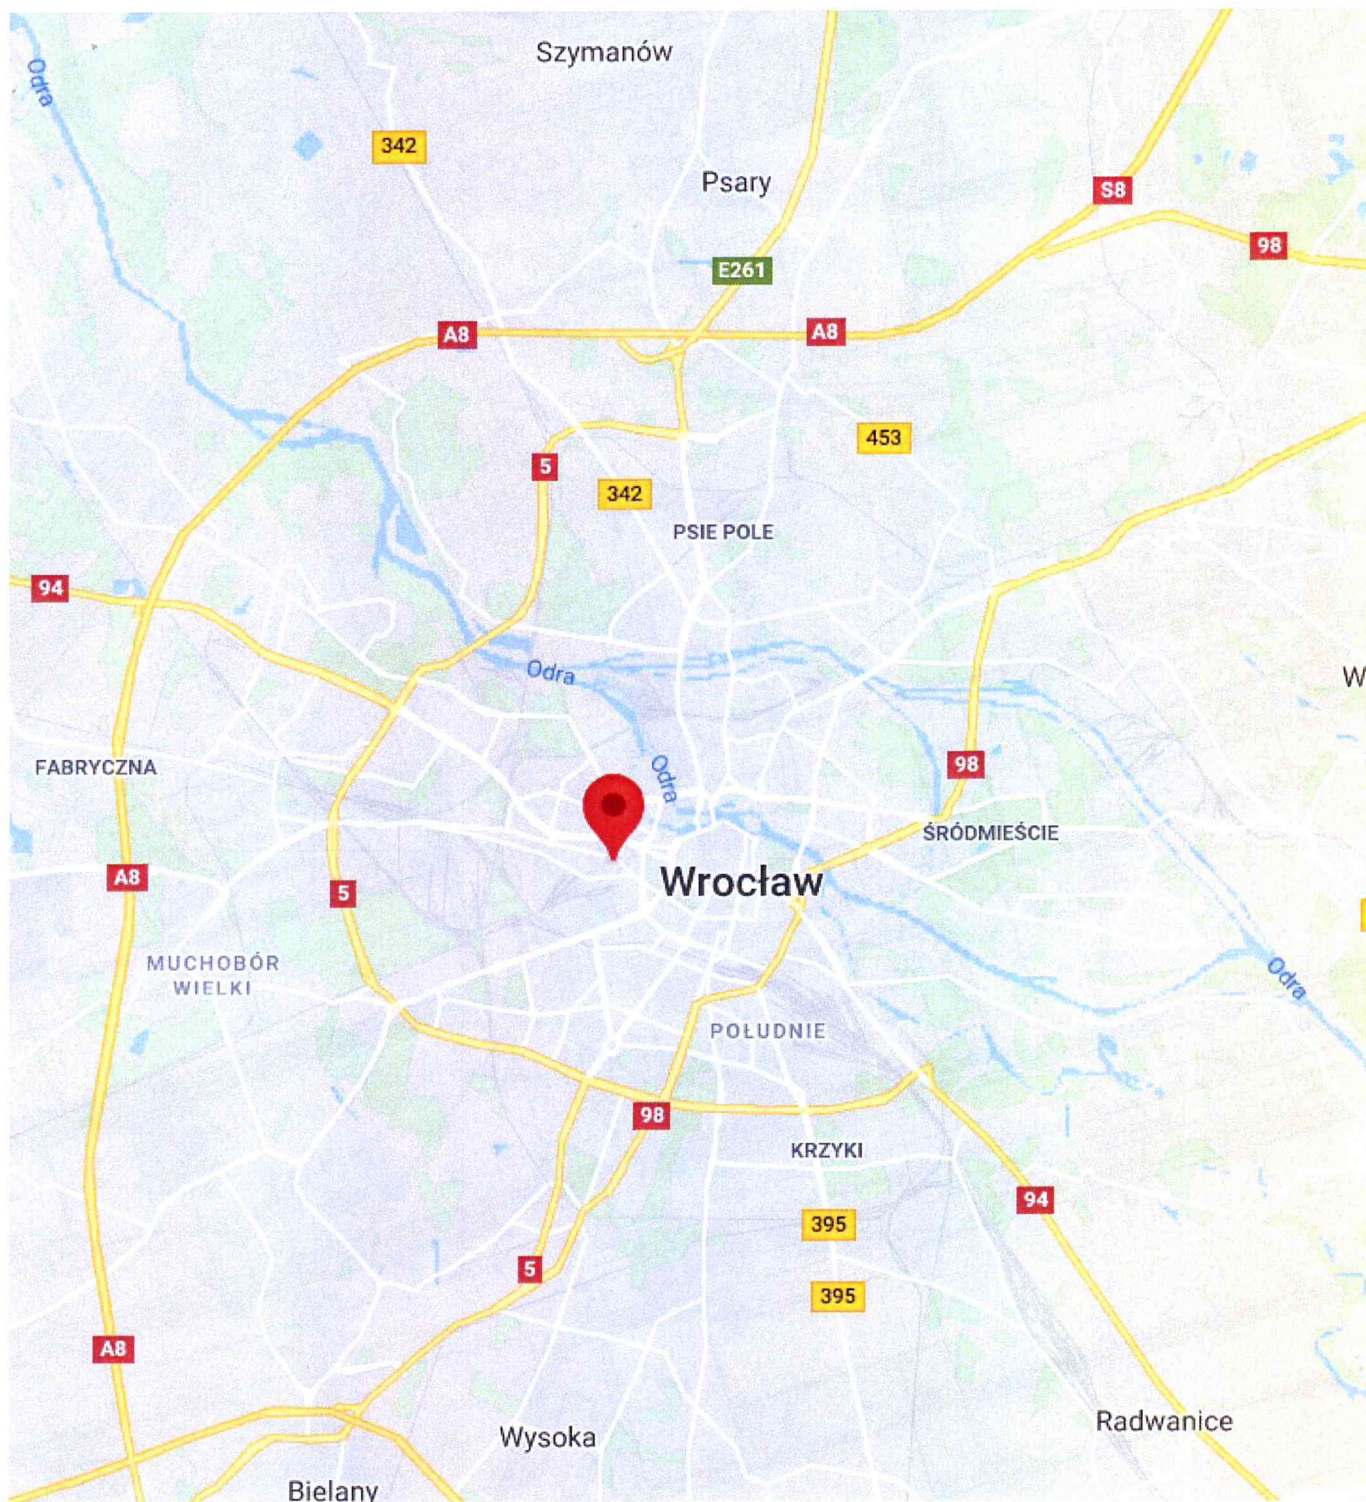 Szymanów
Odra
342
Psary
S8
98
E261
A8
A8
453
5
342
PSIE POLE
94
Odra
W
FABRYCZNA
Odra
98
ŚRÓDMIEŚCIE
A8
Wrocław
5
MUCHOBÓR
WIELKI
Odra
POŁUDNIE
98
KRZYKI
94
395
5
395
A8
Radwanice
Wysoka
Bielany